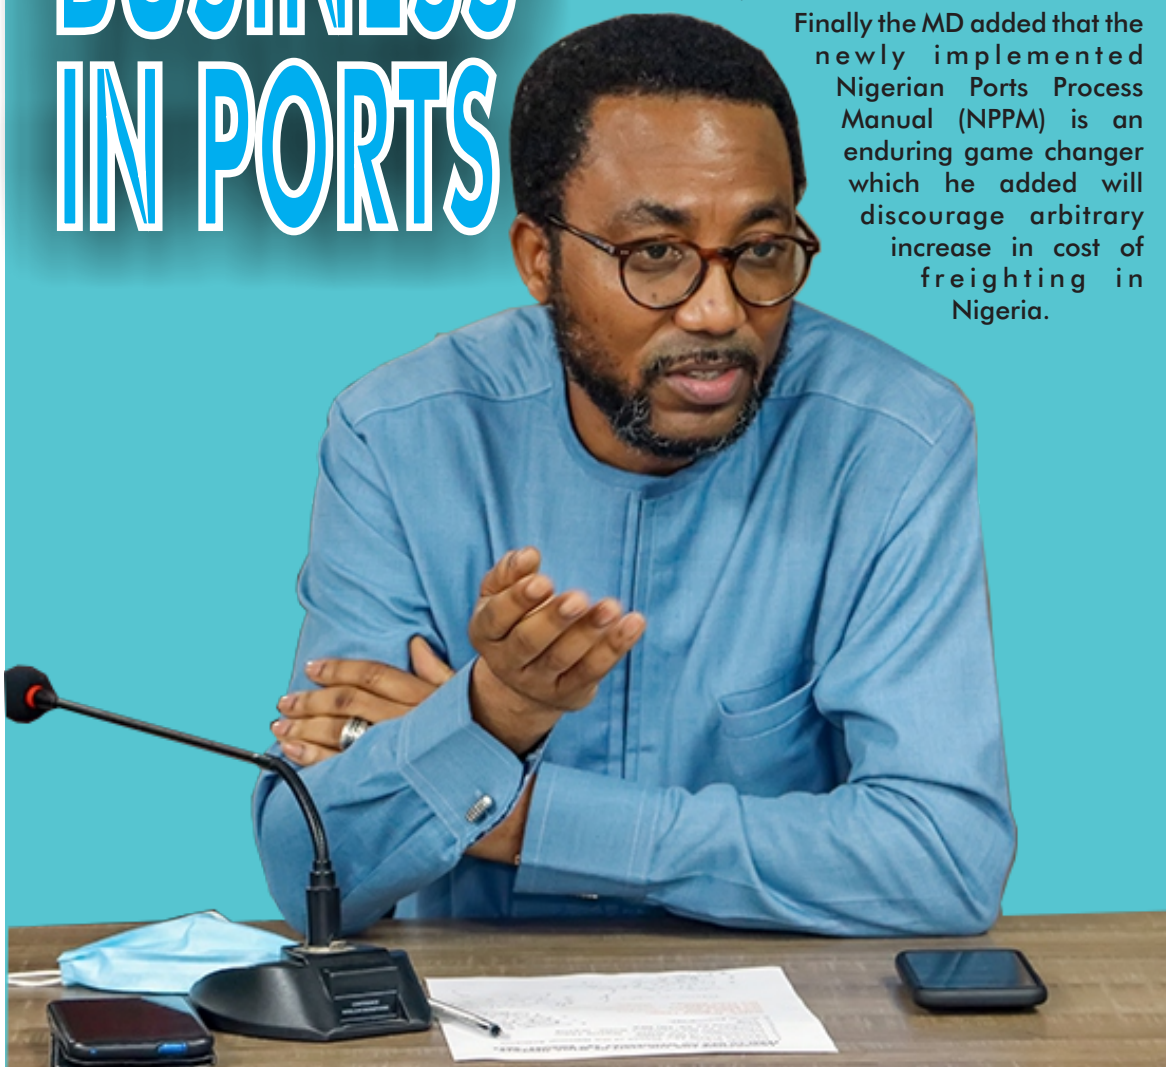 BUSINESS
IN PORTS
Finally the MD added that the
newly implemented
Nigerian Ports Process
Manual (NPPM) is an
enduring game changer
which he added will
discourage arbitrary
increase in cost of
freighting in
Nigeria.